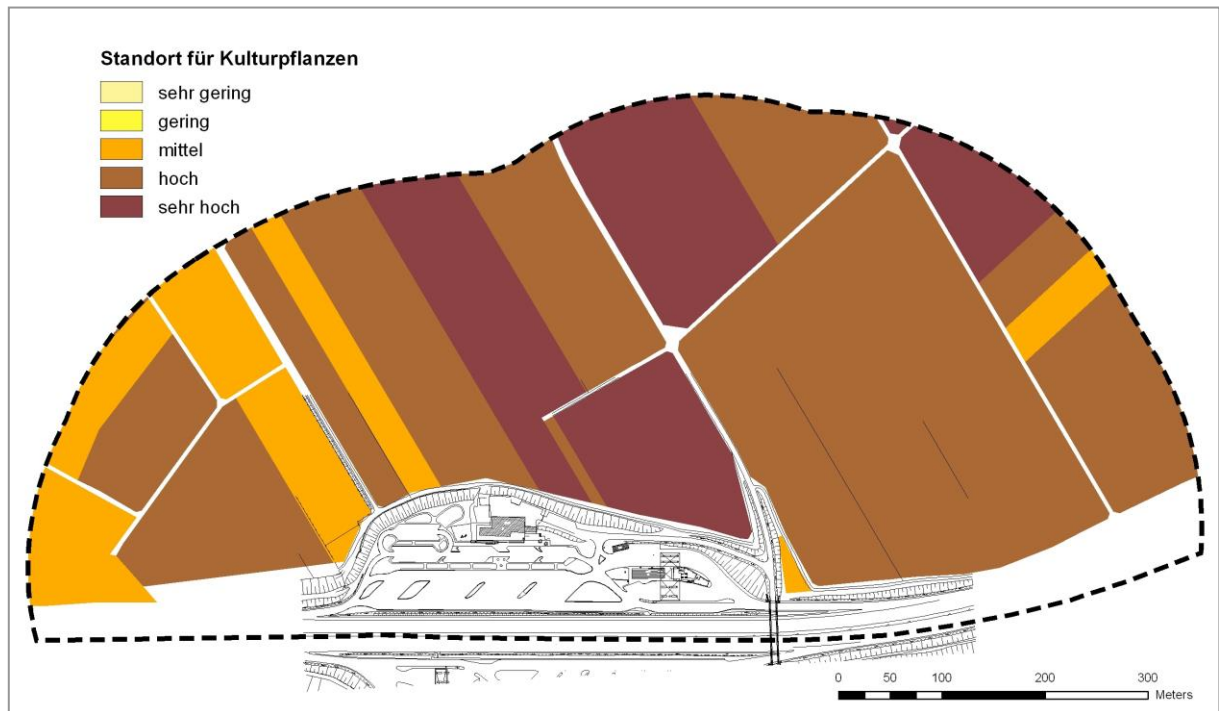 Standort für Kulturpflanzen
sehr gering
gering
mittel
hoch
sehr hoch
0 50 100 200 300
Meters